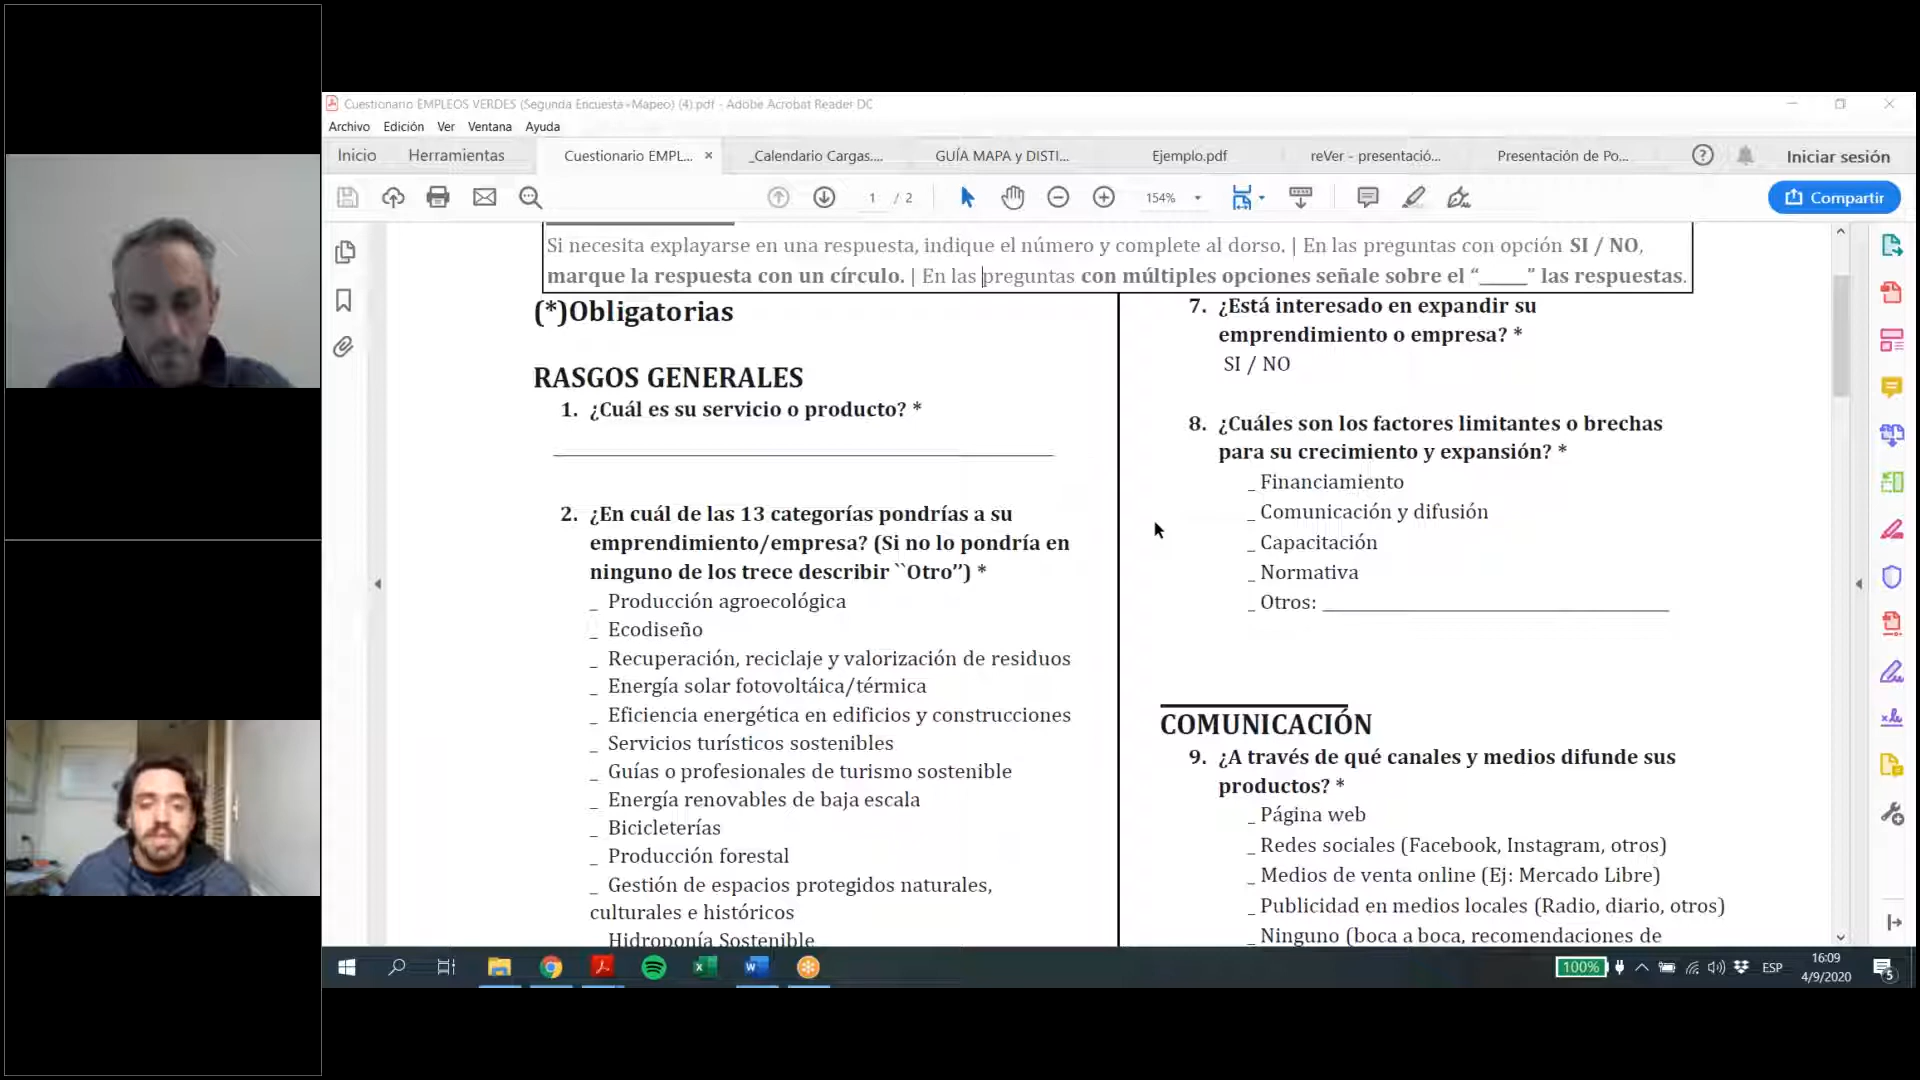 Cuestionario EMPLEOS VERDES (Segunda Encuesta+Mapeo) (4).pdf - Adobe Acrobat Reader DC
Archivo Edición Ver Ventana Ayuda
Inicio Herramientas Cuestionario EMPL... × _Calendario Cargas.... GUÍA MAPA y DISTI... Ejemplo.pdf reVer - presentació... Presentación de Po... Iniciar sesión
1 / 2 154% Compartir
Si necesita explayarse en una respuesta, indique el número y complete al dorso. | En las preguntas con opción SI / NO,
marque la respuesta con un círculo. | En las preguntas con múltiples opciones señale sobre el “_____” las respuestas.
(*)Obligatorias
RASGOS GENERALES
1. ¿Cuál es su servicio o producto? *
2. ¿En cuál de las 13 categorías pondrías a su
emprendimiento/empresa? (Si no lo pondría en
ninguno de los trece describir ``Otro’’) *
_ Producción agroecológica
_ Ecodiseño
_ Recuperación, reciclaje y valorización de residuos
_ Energía solar fotovoltáica/térmica
_ Eficiencia energética en edificios y construcciones
_ Servicios turísticos sostenibles
_ Guías o profesionales de turismo sostenible
_ Energía renovables de baja escala
_ Bicicleterías
_ Producción forestal
_ Gestión de espacios protegidos naturales,
culturales e históricos
Hidroponía Sostenible
7. ¿Está interesado en expandir su
emprendimiento o empresa? *
SI / NO
8. ¿Cuáles son los factores limitantes o brechas
para su crecimiento y expansión? *
_ Financiamiento
_ Comunicación y difusión
_ Capacitación
_ Normativa
_ Otros: ______________________________
COMUNICACIÓN
9. ¿A través de qué canales y medios difunde sus
productos? *
_ Página web
_ Redes sociales (Facebook, Instagram, otros)
_ Medios de venta online (Ej: Mercado Libre)
_ Publicidad en medios locales (Radio, diario, otros)
_ Ninguno (boca a boca, recomendaciones de
100% ESP 16:09
4/9/2020 5